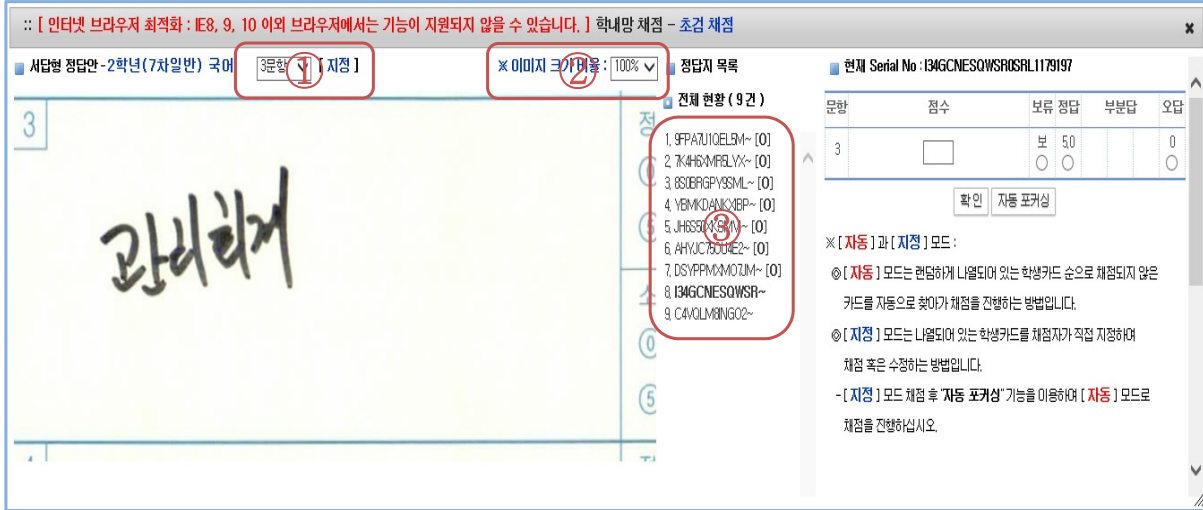 :: [ 인터넷 브라우저 최적화 : IE8, 9, 10 이외 브라우저에서는 기능이 지원되지 않을 수 있습니다. ] 학내망 채점 - 초검 채점
서답형 정답안-2학년(7차일반) 국어 3문항 [ 지정 ]
①
※ 이미지 크기 비율 : 100%
②
3
관리회계
정
0
5
소
0
5
정답지 목록
전체 현황 ( 9 건 )
1. 9FPA7U1QEL5M~ [0]
2. 7K4H6XMR5LYX~ [0]
3. 8S0BRGPY9SML~ [0]
4. YBMKDANKXIBP~ [0]
[0]
[0]
7. DSYPPMXMO7JM~ [0]
8. I34GCNESQWSR~
9. C4VQLM8INGO2~
③
현재 Serial No : I34GCNESQWSR0SRL1179197
문항 점수 보류 정답 부분답 오답
3 보 5.0 0
확인 자동 포커싱
※ [ 자동 ] 과 [ 지정 ] 모드 :
◎ [ 자동 ] 모드는 랜덤하게 나열되어 있는 학생카드 순으로 채점되지 않은
카드를 자동으로 찾아가 채점을 진행하는 방법입니다.
◎ [ 지정 ] 모드는 나열되어 있는 학생카드를 채점자가 직접 지정하여
채점 혹은 수정하는 방법입니다.
- [ 지정 ] 모드 채점 후 "자동 포커싱" 기능을 이용하여 [ 자동 ] 모드로
채점을 진행하십시오.